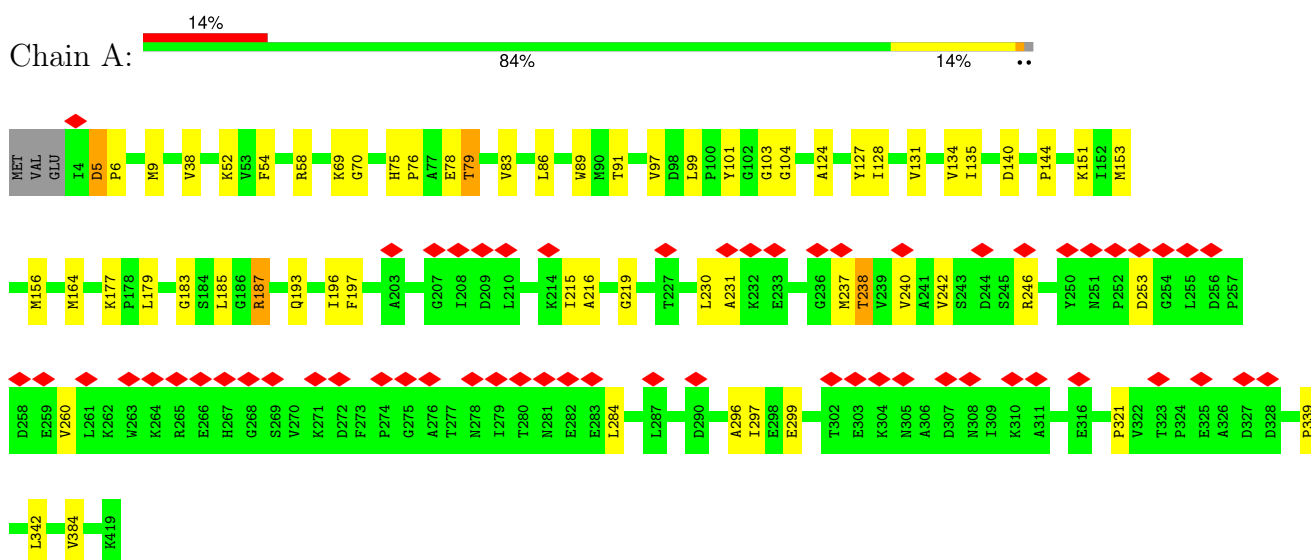 14%
Chain A:
84% 14% ••
MET VAL GLU I4 D5 P6 M9 V38 K52 V53 F54 R58 K69 G70 H75 P76 A77 E78 T79 V83 L86 W89 M90 T91 V97 D98 L99 P100 Y101 G102 G103 G104 A124 Y127 I128 V131 V134 I135 D140 P144 K151 I152 M153
M156 M164 K177 P178 L179 G183 S184 L185 G186 R187 Q193 I196 F197 A203 G207 I208 D209 L210 K214 I215 A216 G219 T227 L230 A231 K232 E233 G236 M237 T238 V239 V240 A241 V242 S243 D244 S245 R246 Y250 N251 P252 D253 G254 L255 D256 P257
D258 E259 V260 L261 K262 W263 K264 R265 E266 H267 G268 S269 V270 K271 D272 F273 P274 G275 A276 T277 N278 I279 T280 N281 E282 E283 L284 L287 D290 A296 I297 E298 E299 T302 E303 K304 N305 A306 D307 N308 I309 K310 A311 E316 P321 V322 T323 P324 E325 A326 D327 D328 P339
L342 V384 K419